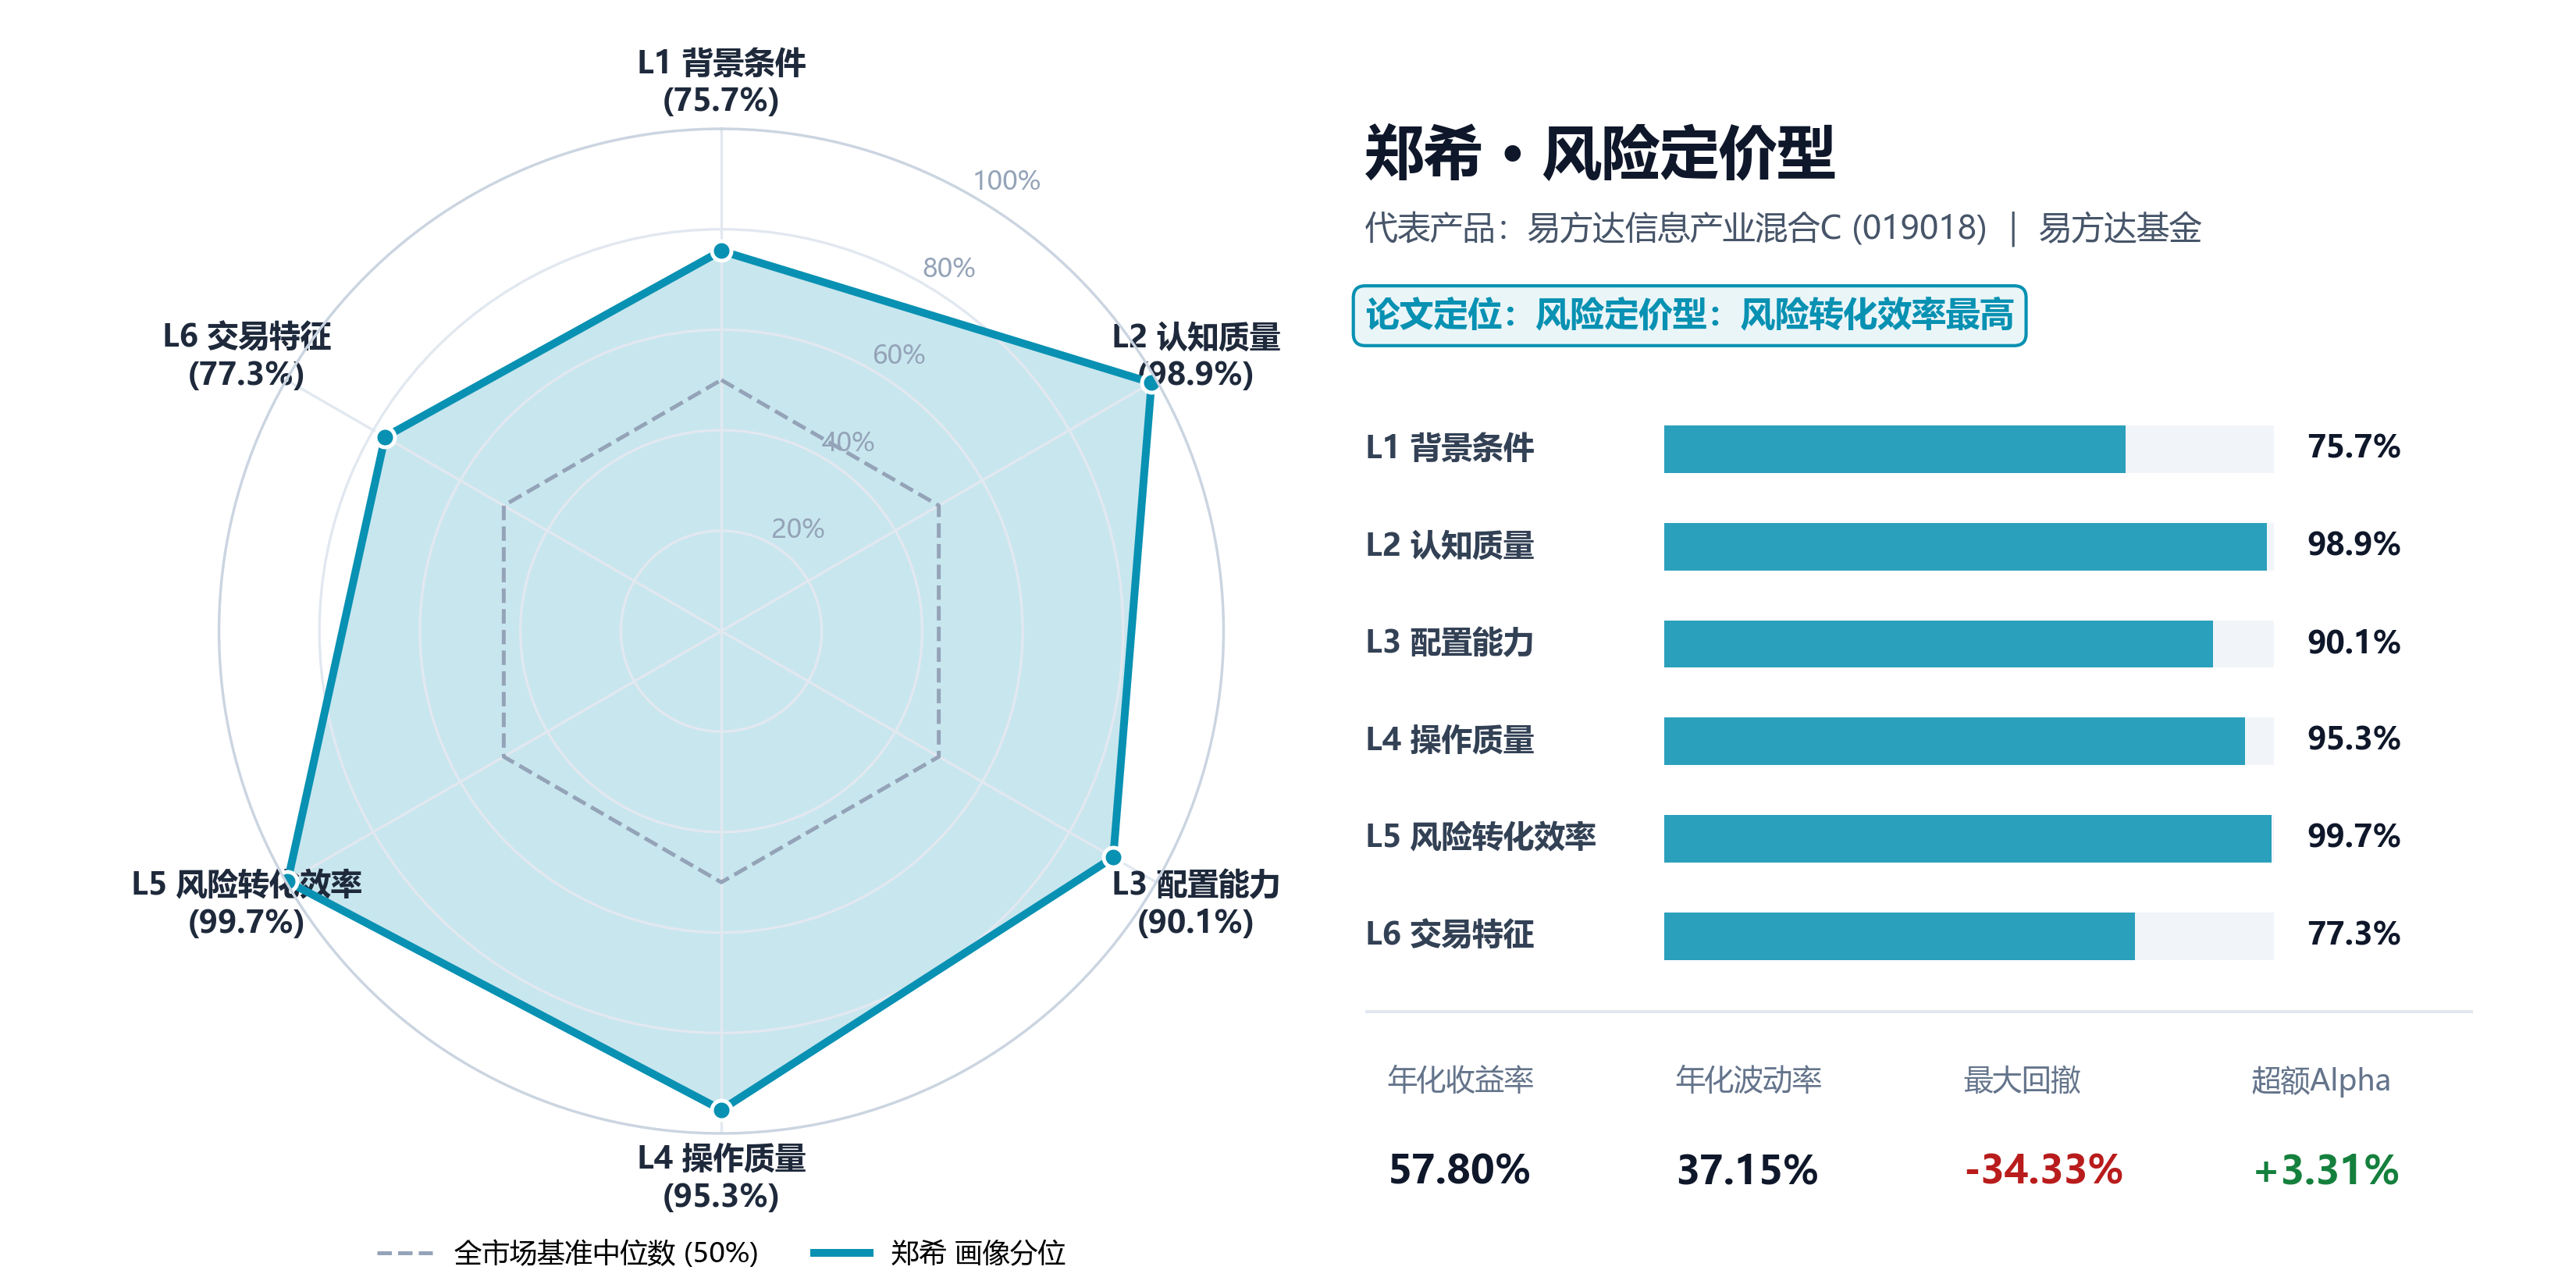 L1 背景条件
(75.7%)
100%
80%
60%
40%
20%
L6 交易特征
(77.3%)
L2 认知质量
(98.9%)
L5 风险转化效率
(99.7%)
L3 配置能力
(90.1%)
L4 操作质量
(95.3%)
全市场基准中位数 (50%)
郑希 画像分位
郑希 • 风险定价型
代表产品：易方达信息产业混合C (019018) ｜ 易方达基金
论文定位：风险定价型：风险转化效率最高
L1 背景条件 75.7%
L2 认知质量 98.9%
L3 配置能力 90.1%
L4 操作质量 95.3%
L5 风险转化效率 99.7%
L6 交易特征 77.3%
年化收益率 年化波动率 最大回撤 超额Alpha
57.80% 37.15% -34.33% +3.31%